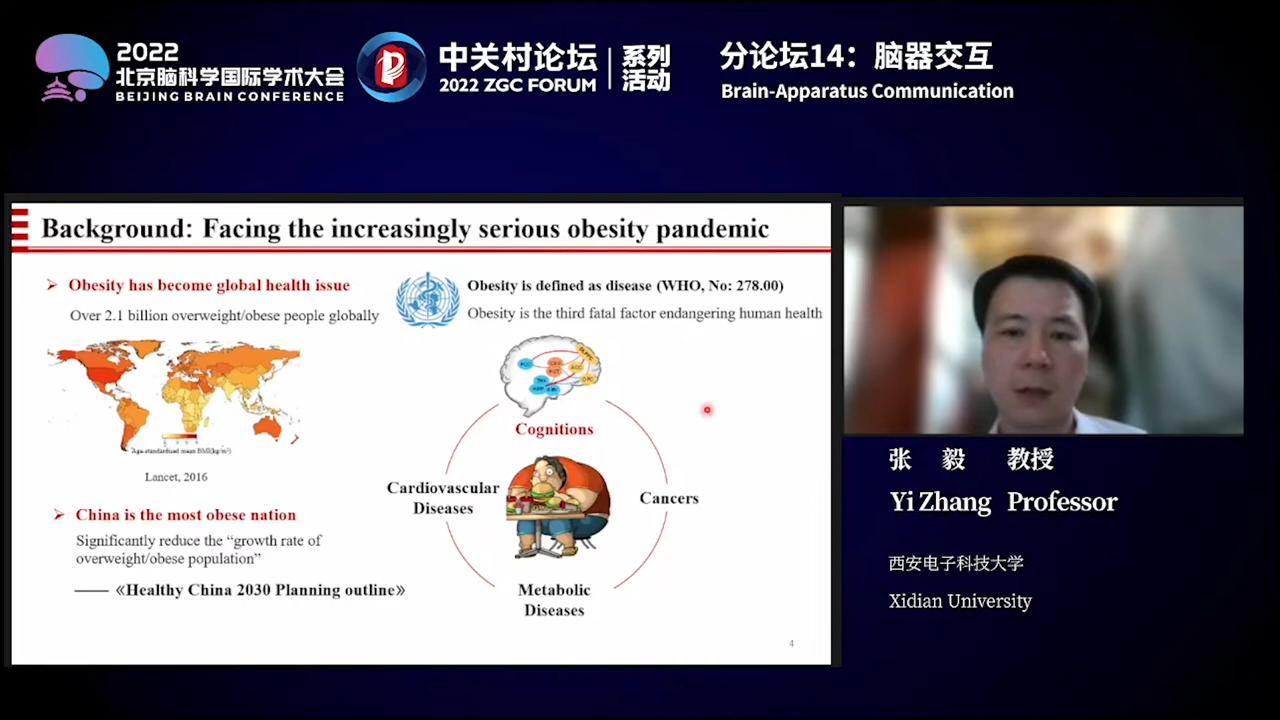 2022
北京脑科学国际学术大会
BEIJING BRAIN CONFERENCE
中关村论坛
2022 ZGC FORUM
系列
活动
分论坛14：脑器交互
Brain-Apparatus Communication
Background: Facing the increasingly serious obesity pandemic
Obesity has become global health issue
Over 2.1 billion overweight/obese people globally
Age-standardised mean BMI(kg/m²)
Lancet, 2016
China is the most obese nation
Significantly reduce the “growth rate of
overweight/obese population”
——《Healthy China 2030 Planning outline》
Obesity is defined as disease (WHO, No: 278.00)
Obesity is the third fatal factor endangering human health
Cognitions
Cardiovascular
Diseases
Cancers
Metabolic
Diseases
4
张 毅 教授
Yi Zhang Professor
西安电子科技大学
Xidian University